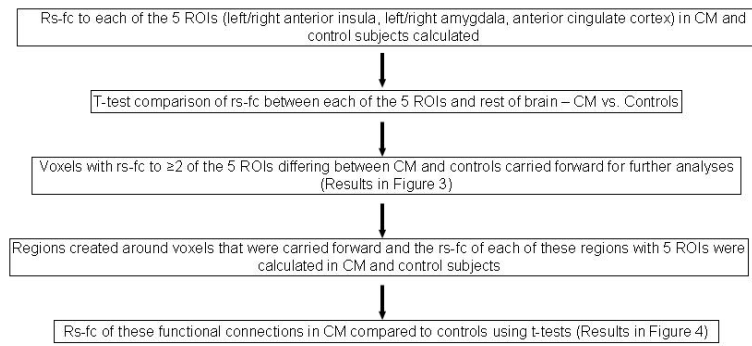 Rs-fc to each of the 5 ROIs (left/right anterior insula, left/right amygdala, anterior cingulate cortex) in CM and
control subjects calculated
T-test comparison of rs-fc between each of the 5 ROIs and rest of brain – CM vs. Controls
Voxels with rs-fc to ≥2 of the 5 ROIs differing between CM and controls carried forward for further analyses
(Results in Figure 3)
Regions created around voxels that were carried forward and the rs-fc of each of these regions with 5 ROIs were
calculated in CM and control subjects
Rs-fc of these functional connections in CM compared to controls using t-tests (Results in Figure 4)